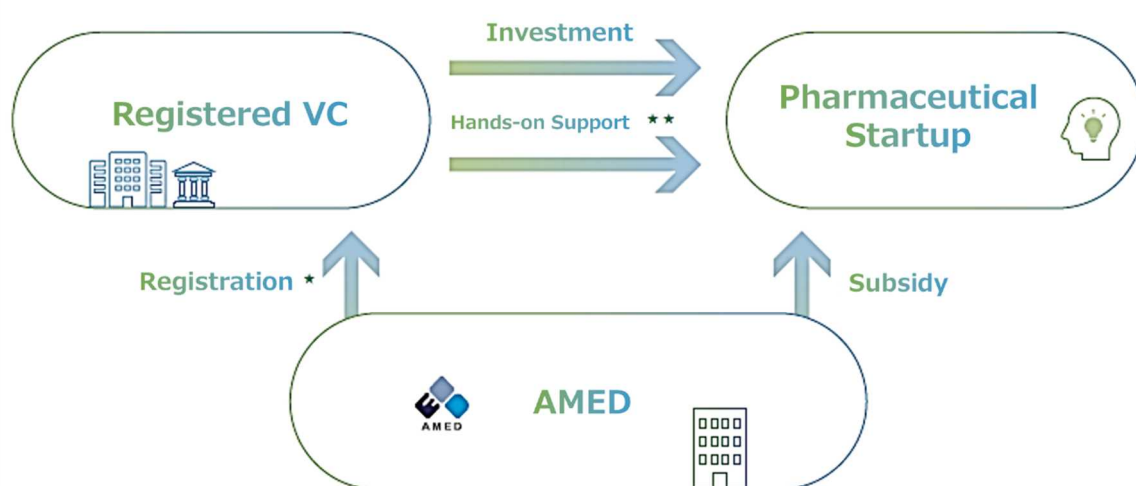 Investment
Registered VC
Hands-on Support ★★
Pharmaceutical
Startup
Registration ★
Subsidy
AMED
AMED